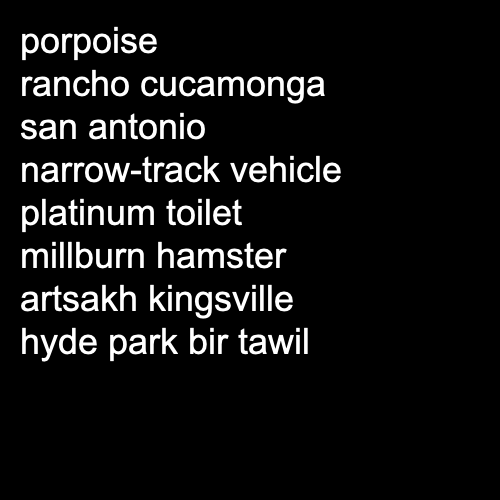 porpoise
rancho cucamonga
san antonio
narrow-track vehicle
platinum toilet
millburn hamster
artsakh kingsville
hyde park bir tawil